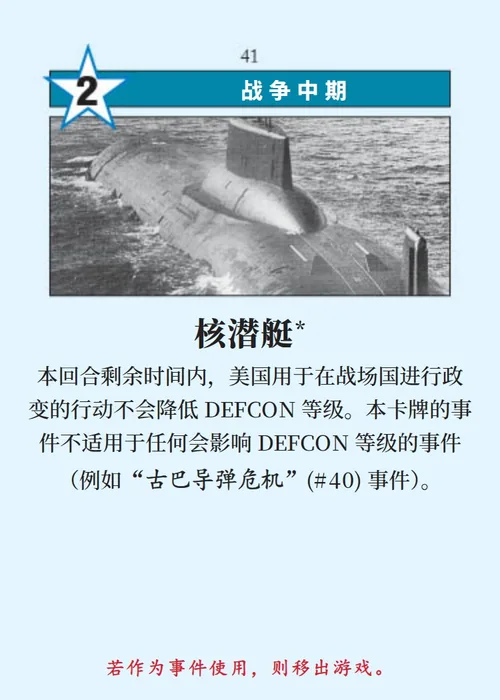 41
2
战争中期
核潜艇*
本回合剩余时间内，美国用于在战场国进行政
变的行动不会降低 DEFCON 等级。本卡牌的事
件不适用于任何会影响 DEFCON 等级的事件
（例如“古巴导弹危机”(#40) 事件）。
若作为事件使用，则移出游戏。